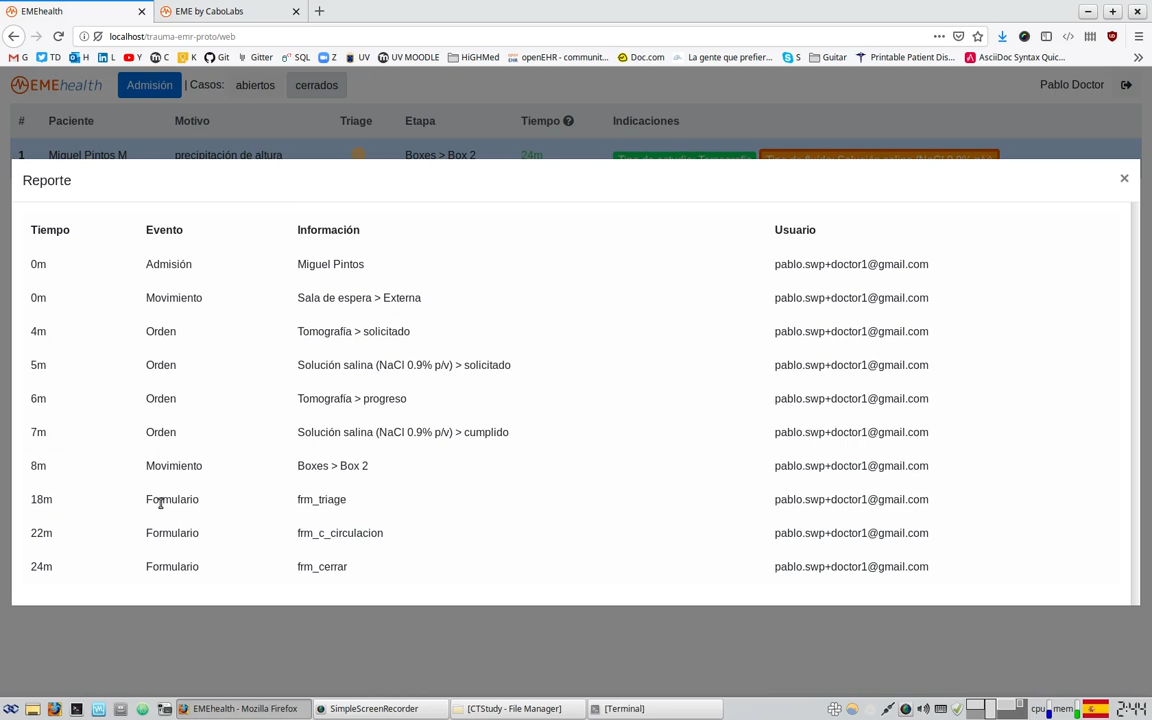 EMEhealth
EME by CaboLabs
localhost/trauma-emr-proto/web
G TD H L Y C K Git Gitter SQL Z UV UV MOODLE HiGHMed openEHR - communit... Doc.com La gente que prefier... S Guitar Printable Patient Dis... AsciiDoc Syntax Quic...
EMEhealth Admisión | Casos: abiertos cerrados Pablo Doctor
# Paciente Motivo Triage Etapa Tiempo Indicaciones
1 Miguel Pintos M precipitación de altura Boxes > Box 2 24m
Reporte ×
Tiempo Evento Información Usuario
0m Admisión Miguel Pintos pablo.swp+doctor1@gmail.com
0m Movimiento Sala de espera > Externa pablo.swp+doctor1@gmail.com
4m Orden Tomografía > solicitado pablo.swp+doctor1@gmail.com
5m Orden Solución salina (NaCl 0.9% p/v) > solicitado pablo.swp+doctor1@gmail.com
6m Orden Tomografía > progreso pablo.swp+doctor1@gmail.com
7m Orden Solución salina (NaCl 0.9% p/v) > cumplido pablo.swp+doctor1@gmail.com
8m Movimiento Boxes > Box 2 pablo.swp+doctor1@gmail.com
18m Formulario frm_triage pablo.swp+doctor1@gmail.com
22m Formulario frm_c_circulacion pablo.swp+doctor1@gmail.com
24m Formulario frm_cerrar pablo.swp+doctor1@gmail.com
EMEhealth - Mozilla Firefox SimpleScreenRecorder [CTStudy - File Manager] [Terminal] cpu mem 2:44